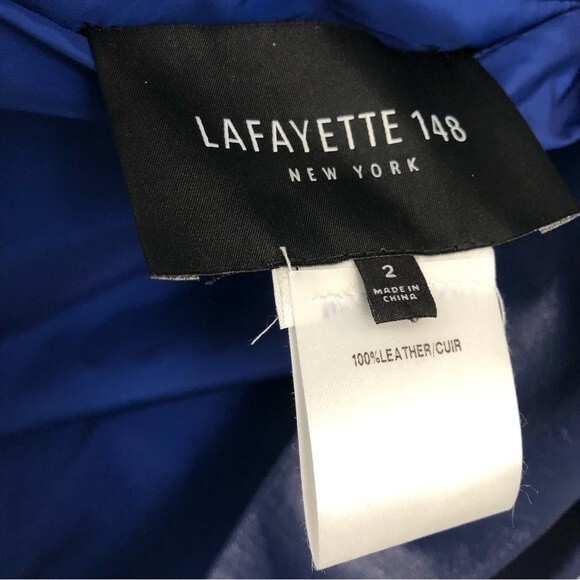 LAFAYETTE 148
NEW YORK
2
MADE IN
CHINA
100%LEATHER/CUIR